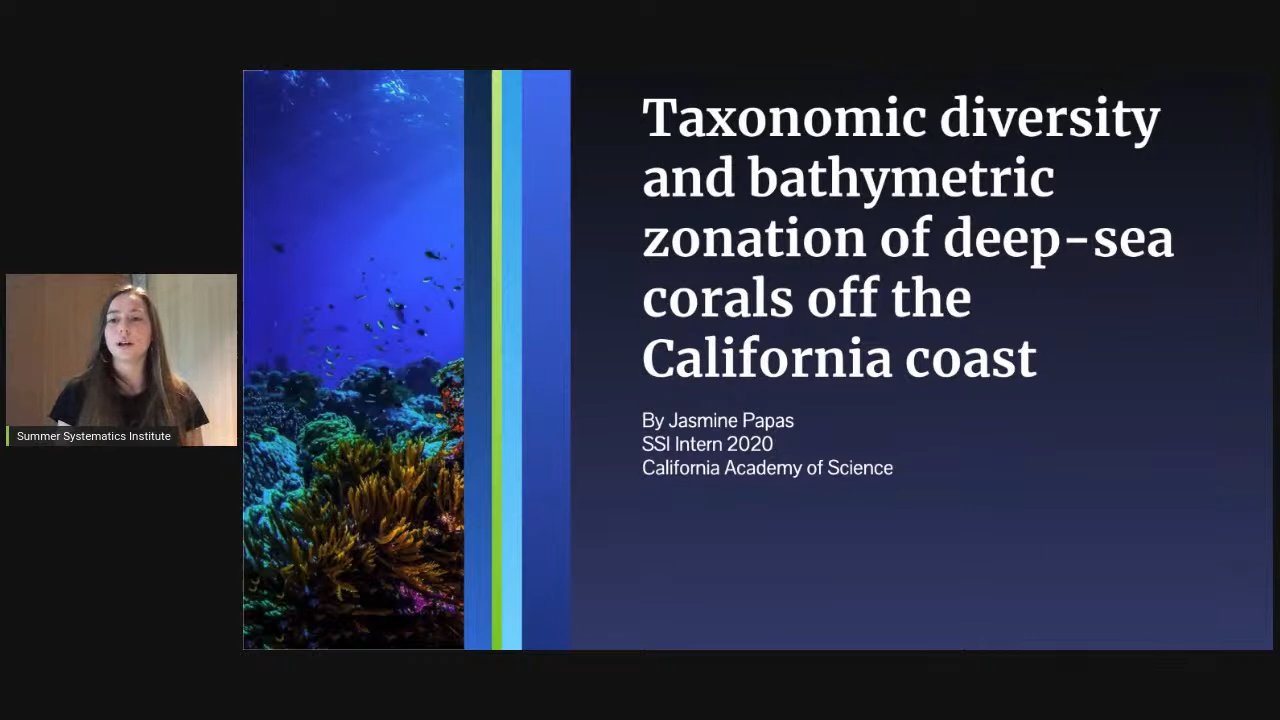 Taxonomic diversity
and bathymetric
zonation of deep-sea
corals off the
California coast
By Jasmine Papas
SSI Intern 2020
California Academy of Science
Summer Systematics Institute